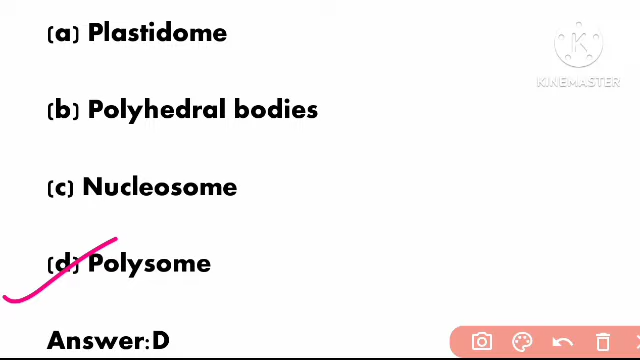 (a) Plastidome
K
KINEMASTER
(b) Polyhedral bodies
(c) Nucleosome
(d) Polysome
Answer:D